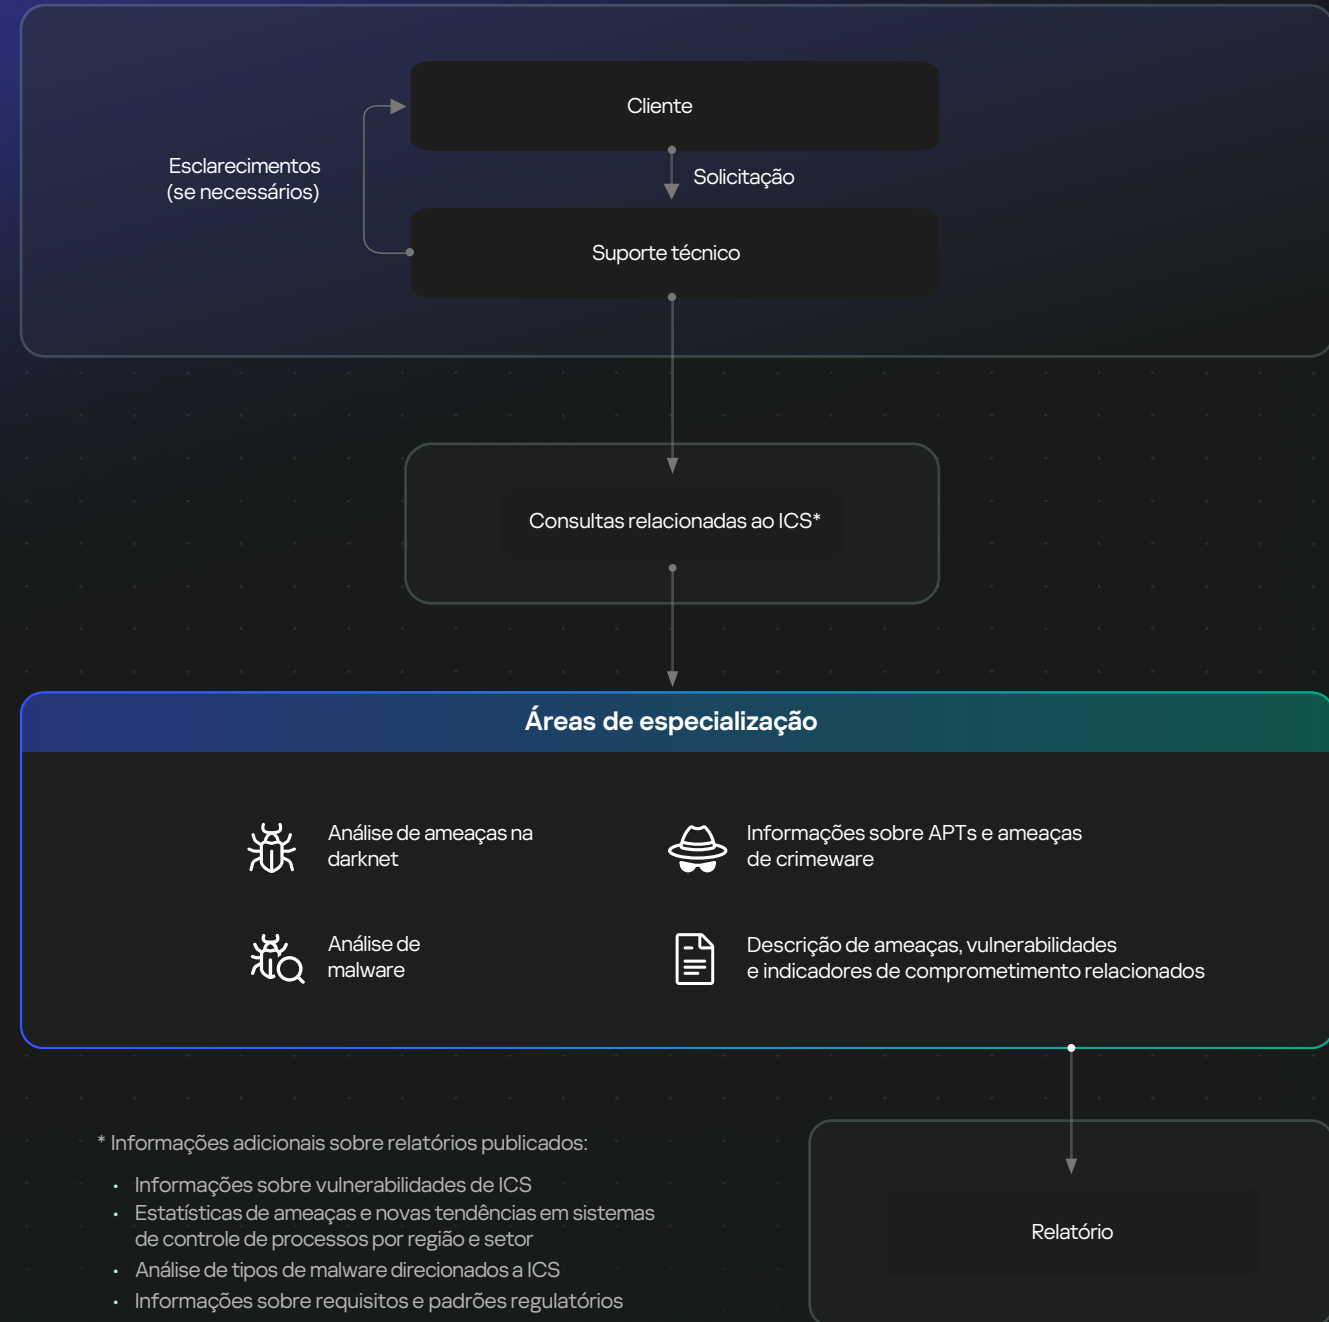 Cliente
Esclarecimentos
(se necessários)
Solicitação
Suporte técnico
Consultas relacionadas ao ICS*
Áreas de especialização
Análise de ameaças na
darknet
Informações sobre APTs e ameaças
de crimeware
Análise de
malware
Descrição de ameaças, vulnerabilidades
e indicadores de comprometimento relacionados
* Informações adicionais sobre relatórios publicados:
• Informações sobre vulnerabilidades de ICS
• Estatísticas de ameaças e novas tendências em sistemas
de controle de processos por região e setor
• Análise de tipos de malware direcionados a ICS
• Informações sobre requisitos e padrões regulatórios
Relatório